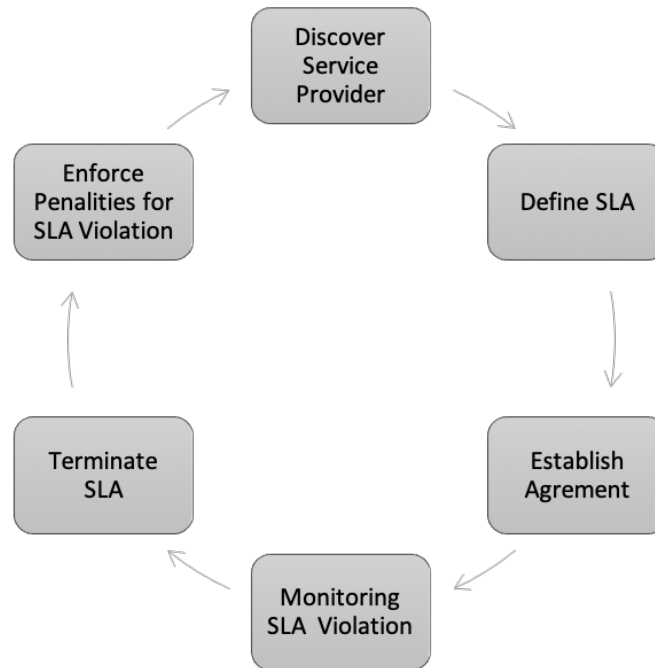 Discover
Service
Provider
Define SLA
Establish
Agrement
Monitoring
SLA Violation
Terminate
SLA
Enforce
Penalities for
SLA Violation